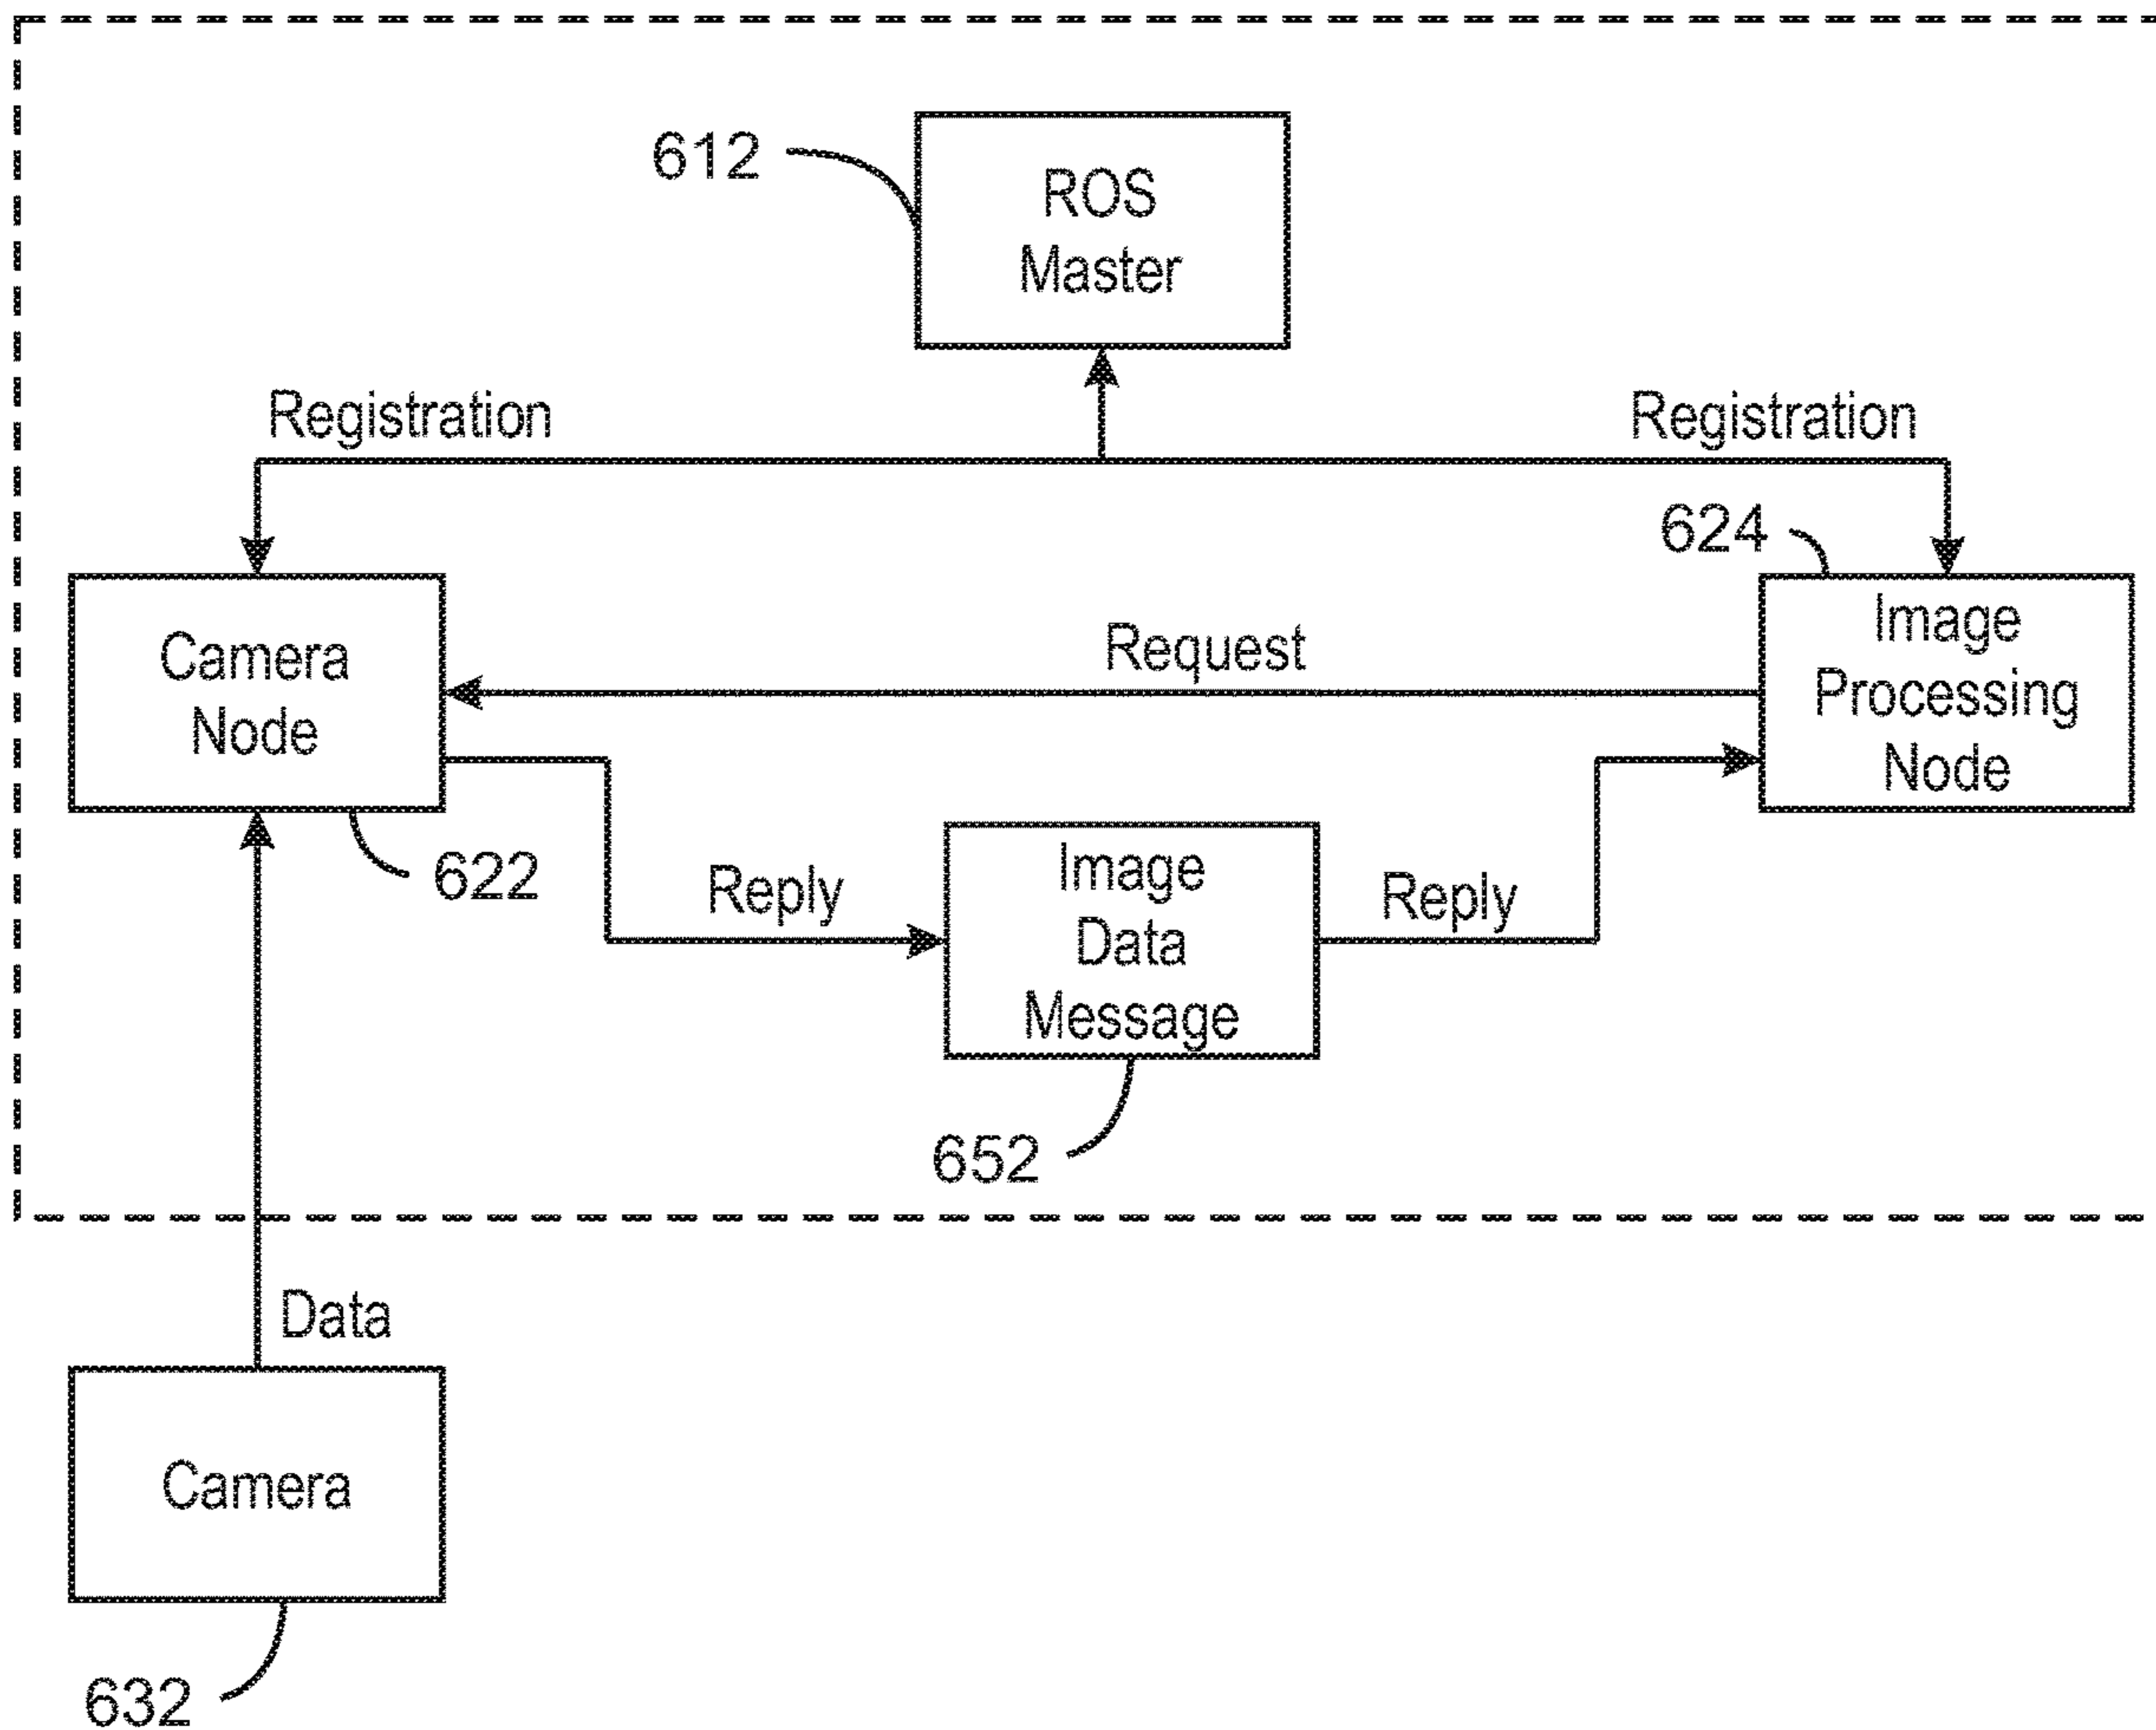 612
ROS
Master
Registration
Registration
624
Camera
Node
Request
Image
Processing
Node
622
Reply
Image
Data
Message
Reply
652
Data
Camera
632